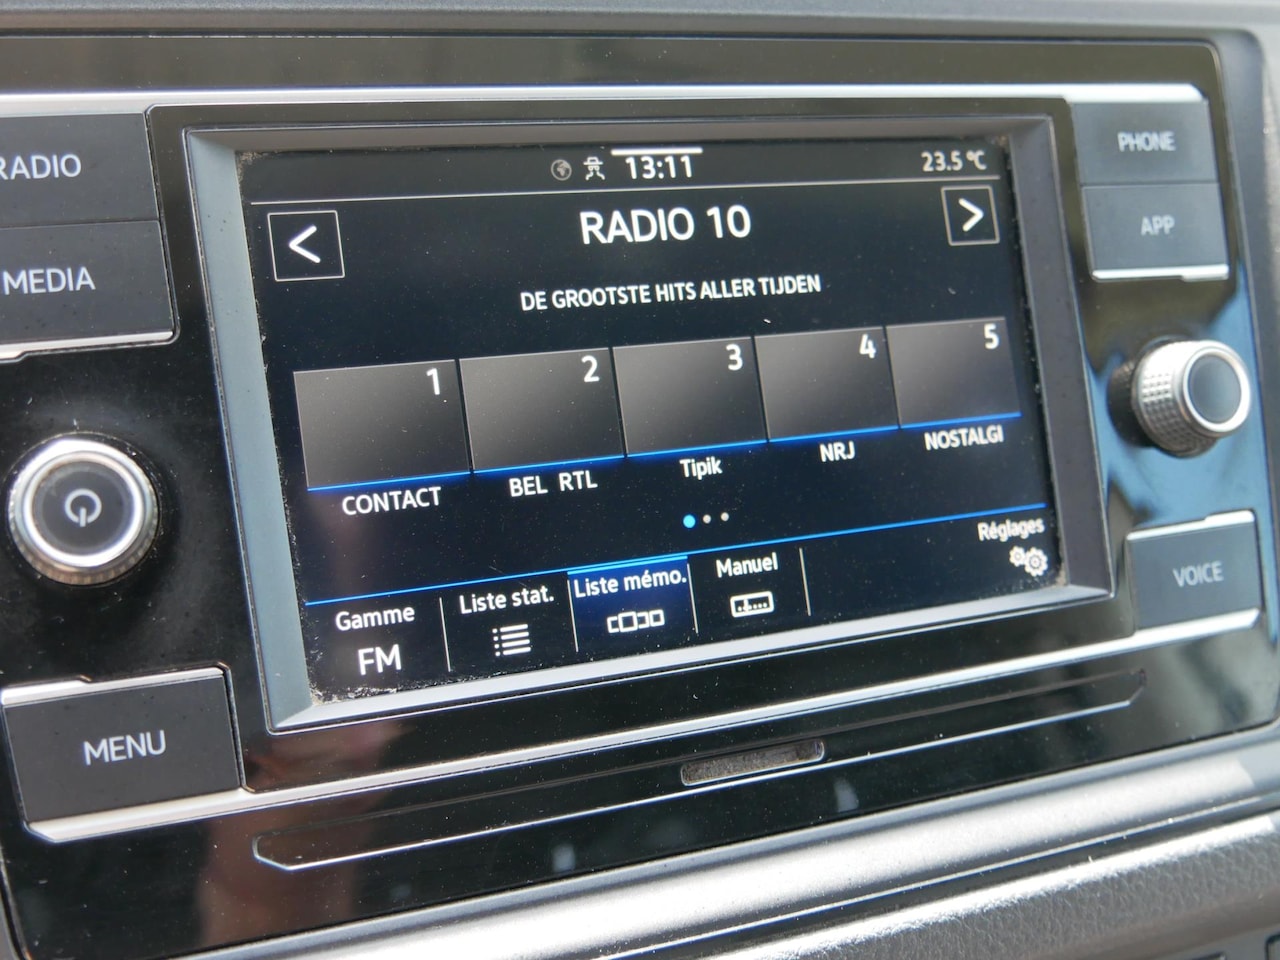 RADIO
MEDIA
MENU
13:11
23.5 °C
<
RADIO 10
>
DE GROOTSTE HITS ALLER TIJDEN
1
2
3
4
5
CONTACT
BEL RTL
Tipik
NRJ
NOSTALGI
Gamme
FM
Liste stat.
Liste mémo.
Manuel
Réglages
PHONE
APP
VOICE